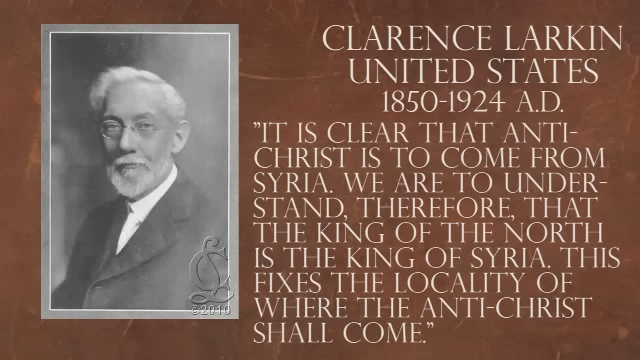 CLARENCE LARKIN
UNITED STATES
1850-1924 A.D.
"IT IS CLEAR THAT ANTI-
CHRIST IS TO COME FROM
SYRIA. WE ARE TO UNDER-
STAND, THEREFORE, THAT
THE KING OF THE NORTH
IS THE KING OF SYRIA. THIS
FIXES THE LOCALITY OF
WHERE THE ANTI-CHRIST
SHALL COME."
©2010